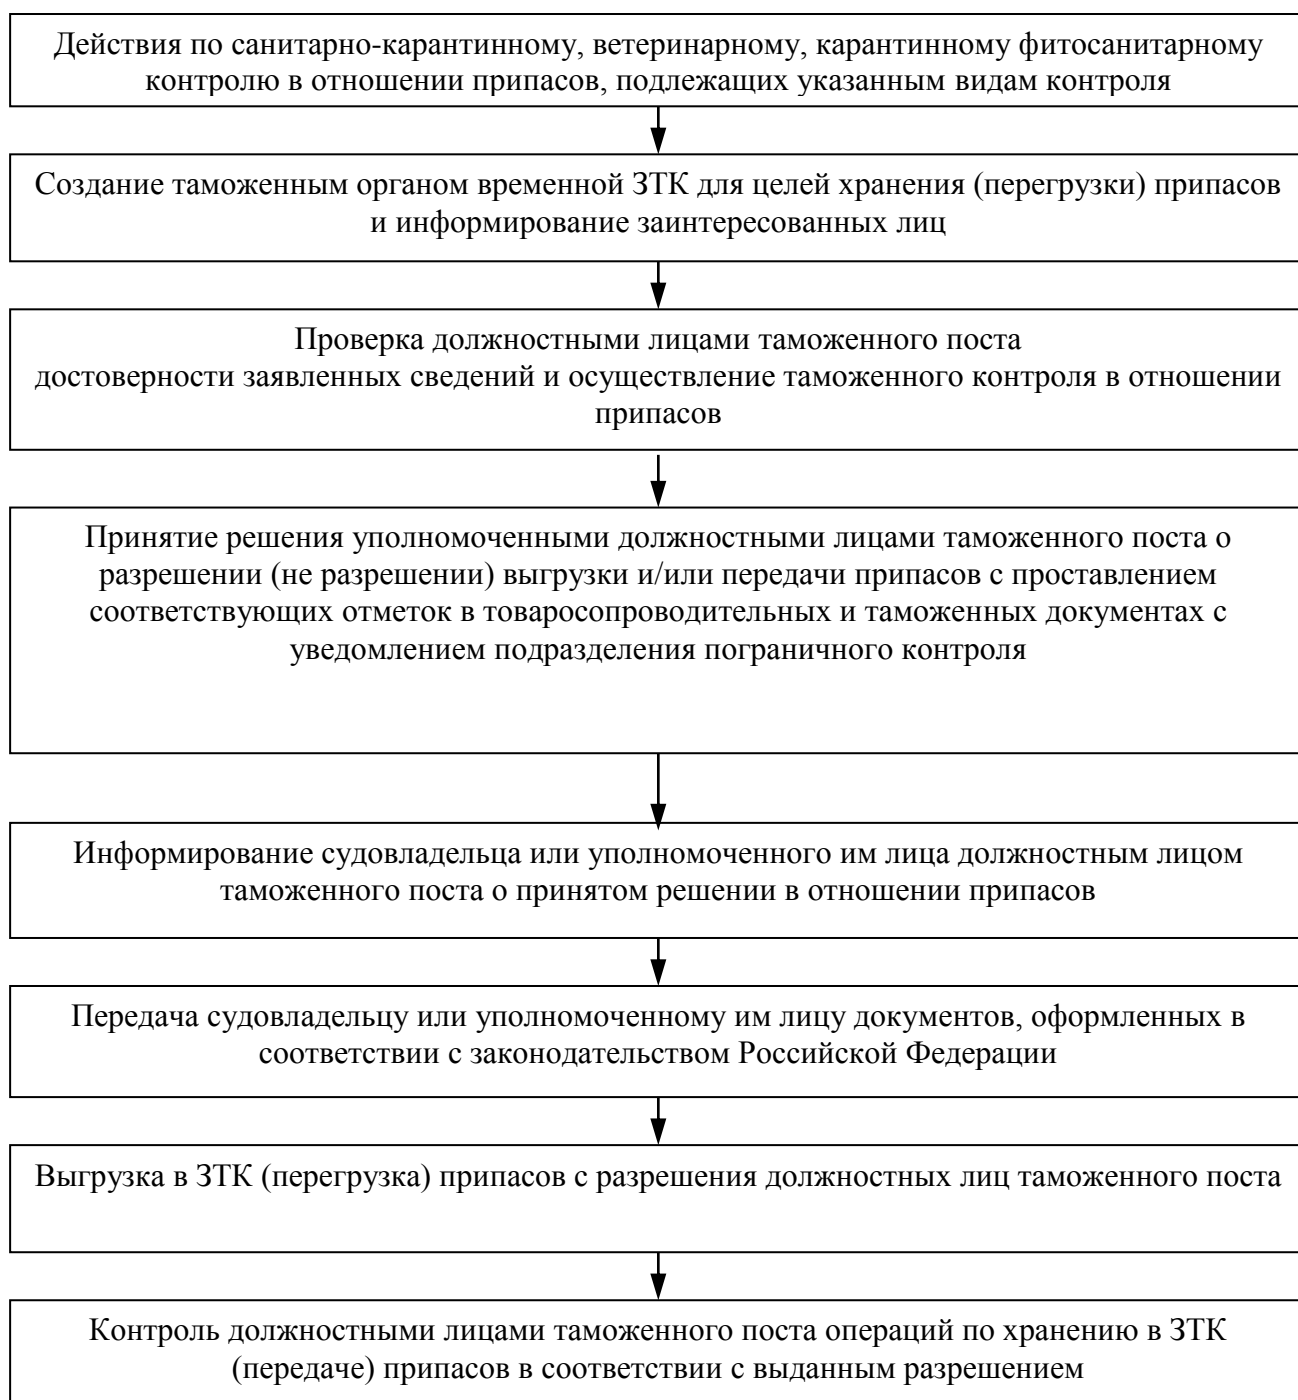 Действия по санитарно-карантинному, ветеринарному, карантинному фитосанитарному
контролю в отношении припасов, подлежащих указанным видам контроля
Создание таможенным органом временной ЗТК для целей хранения (перегрузки) припасов
и информирование заинтересованных лиц
Проверка должностными лицами таможенного поста
достоверности заявленных сведений и осуществление таможенного контроля в отношении
припасов
Принятие решения уполномоченными должностными лицами таможенного поста о
разрешении (не разрешении) выгрузки и/или передачи припасов с проставлением
соответствующих отметок в товаросопроводительных и таможенных документах с
уведомлением подразделения пограничного контроля
Информирование судовладельца или уполномоченного им лица должностным лицом
таможенного поста о принятом решении в отношении припасов
Передача судовладельцу или уполномоченному им лицу документов, оформленных в
соответствии с законодательством Российской Федерации
Выгрузка в ЗТК (перегрузка) припасов с разрешения должностных лиц таможенного поста
Контроль должностными лицами таможенного поста операций по хранению в ЗТК
(передаче) припасов в соответствии с выданным разрешением